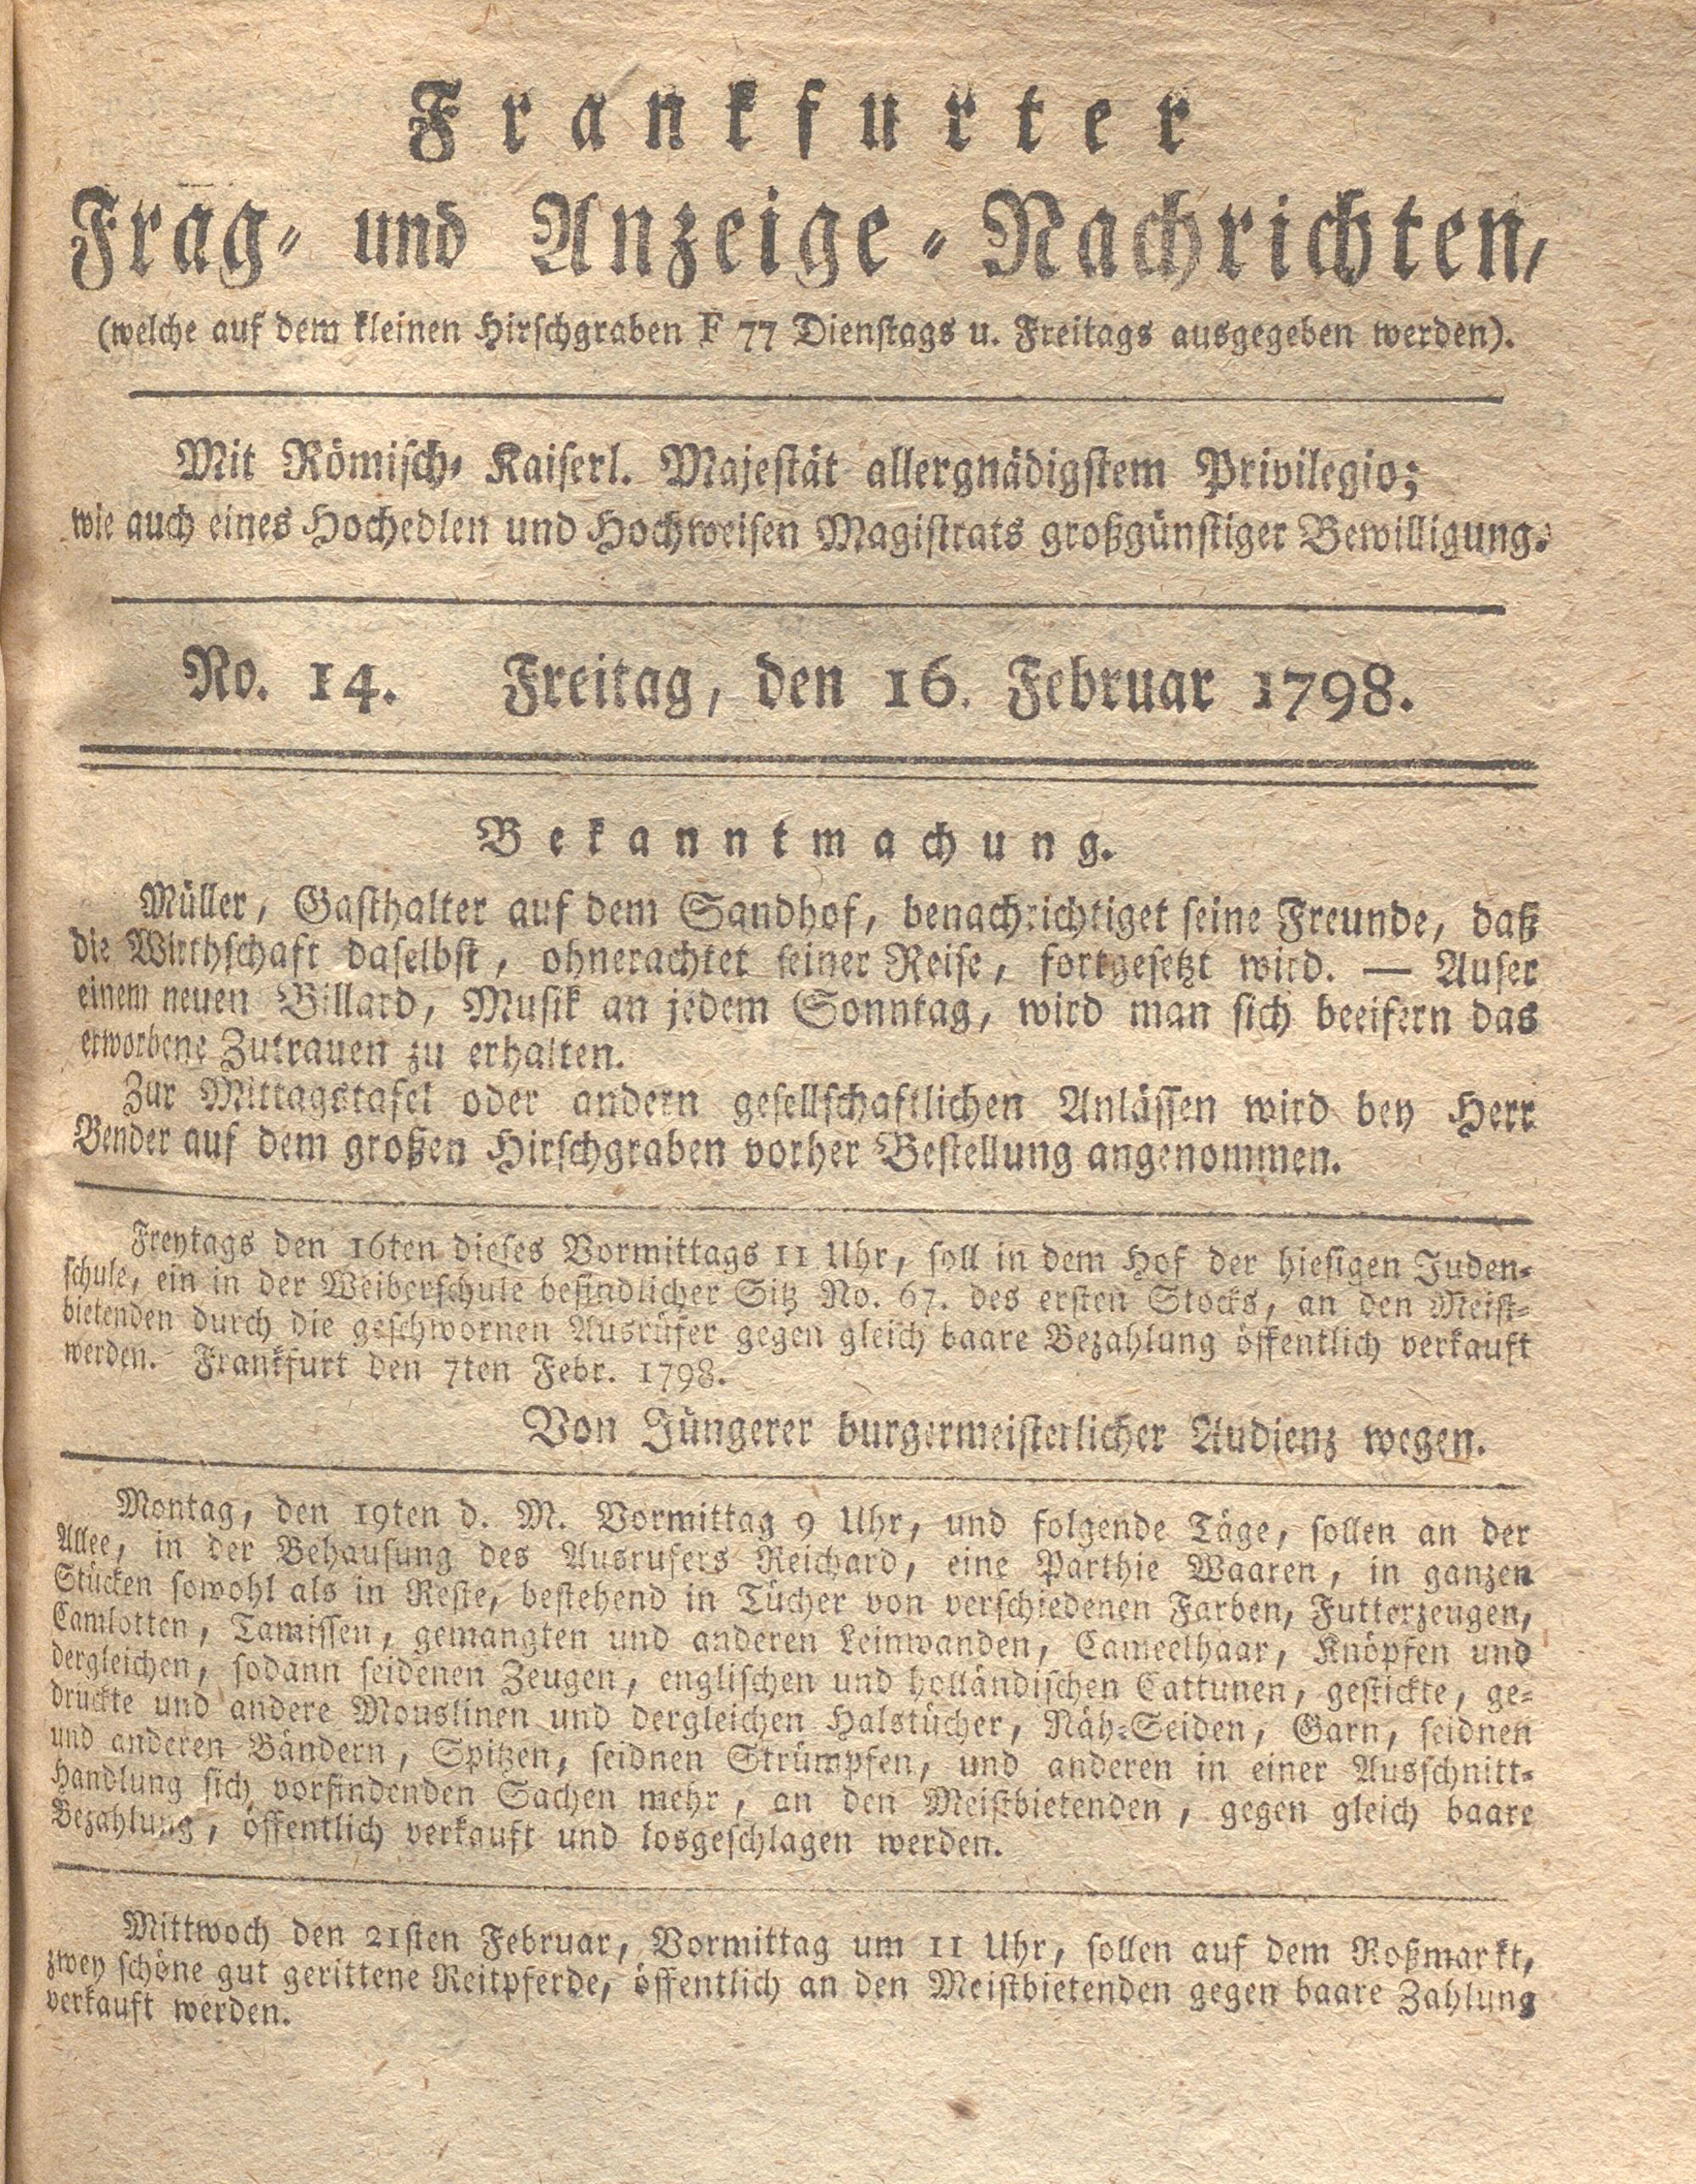 Frankfurter
Frag- und Anzeige-Nachrichten,
(welche auf dem kleinen Hirschgraben F 77 Dienstags u. Freitags ausgegeben werden).
Mit Römisch-Kaiserl. Majestät allergnädigstem Privilegio;
wie auch eines Hochedlen und Hochweisen Magistrats großgünstiger Bewilligung.
No. 14. Freitag, den 16. Februar 1798.
Bekanntmachung.
Müller, Gasthalter auf dem Sandhof, benachrichtiget seine Freunde, daß
die Wirthschaft daselbst, ohnerachtet seiner Reise, fortgesetzt wird. — Auser
einem neuen Billard, Musik an jedem Sonntag, wird man sich beeifern das
erworbene Zutrauen zu erhalten.
Zur Mittagstafel oder andern gesellschaftlichen Anlässen wird bey Herr
Bender auf dem großen Hirschgraben vorher Bestellung angenommen.
Freytags den 16ten dieses Vormittags 11 Uhr, soll in dem Hof der hiesigen Juden-
schule, ein in der Weiberschule befindlicher Sitz No. 67. des ersten Stocks, an den Meist-
bietenden durch die geschwornen Ausrüfer gegen gleich baare Bezahlung öffentlich verkauft
werden. Frankfurt den 7ten Febr. 1798.
Von Jüngerer burgermeisterlicher Audienz wegen.
Montag, den 19ten d. M. Vormittag 9 Uhr, und folgende Täge, sollen an der
Allee, in der Behausung des Ausrufers Reichard, eine Parthie Waaren, in ganzen
Stücken sowohl als in Reste, bestehend in Tücher von verschiedenen Farben, Futterzeugen,
Camlotten, Tamissen, gemangten und anderen Leinwanden, Cameelhaar, Knöpfen und
dergleichen, sodann seidenen Zeugen, englischen und holländischen Cattunen, gestickte, ge-
druckte und andere Mouslinen und dergleichen Halstücher, Näh-Seiden, Garn, seidnen
und anderen Bändern, Spitzen, seidnen Strümpfen, und anderen in einer Ausschnitt-
Handlung sich vorfindenden Sachen mehr, an den Meistbietenden, gegen gleich baare
Bezahlung, öffentlich verkauft und losgeschlagen werden.
Mittwoch den 21sten Februar, Vormittag um 11 Uhr, sollen auf dem Roßmarkt,
zwey schöne gut gerittene Reitpferde, öffentlich an den Meistbietenden gegen baare Zahlung
verkauft werden.